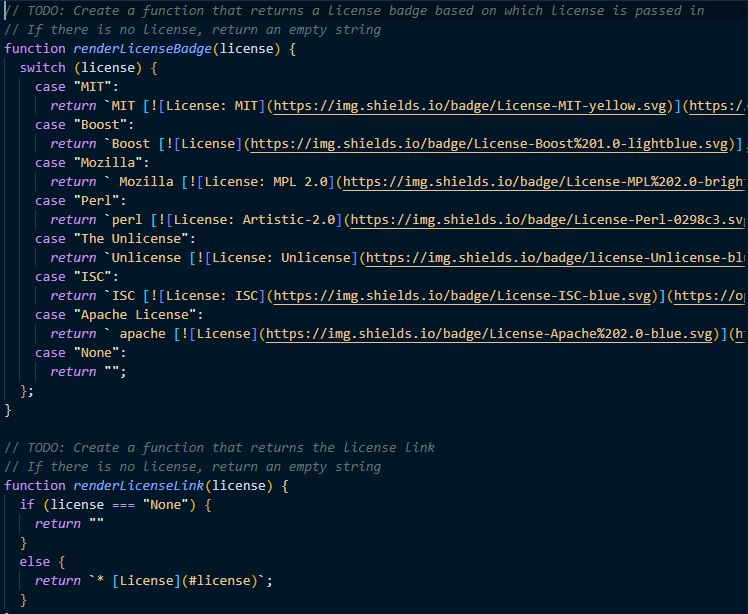 // TODO: Create a function that returns a license badge based on which license is passed in
// If there is no license, return an empty string
function renderLicenseBadge(license) {
  switch (license) {
    case "MIT":
      return `MIT [![License: MIT](https://img.shields.io/badge/License-MIT-yellow.svg)](https:/
    case "Boost":
      return `Boost [![License](https://img.shields.io/badge/License-Boost%201.0-lightblue.svg)]
    case "Mozilla":
      return ` Mozilla [![License: MPL 2.0](https://img.shields.io/badge/License-MPL%202.0-brigh
    case "Perl":
      return `perl [![License: Artistic-2.0](https://img.shields.io/badge/License-Perl-0298c3.sv
    case "The Unlicense":
      return `Unlicense [![License: Unlicense](https://img.shields.io/badge/license-Unlicense-bl
    case "ISC":
      return `ISC [![License: ISC](https://img.shields.io/badge/License-ISC-blue.svg)](https://o
    case "Apache License":
      return ` apache [![License](https://img.shields.io/badge/License-Apache%202.0-blue.svg)](h
    case "None":
      return "";
  };
}
// TODO: Create a function that returns the license link
// If there is no license, return an empty string
function renderLicenseLink(license) {
  if (license === "None") {
    return ""
  }
  else {
    return `* [License](#license)`;
  }